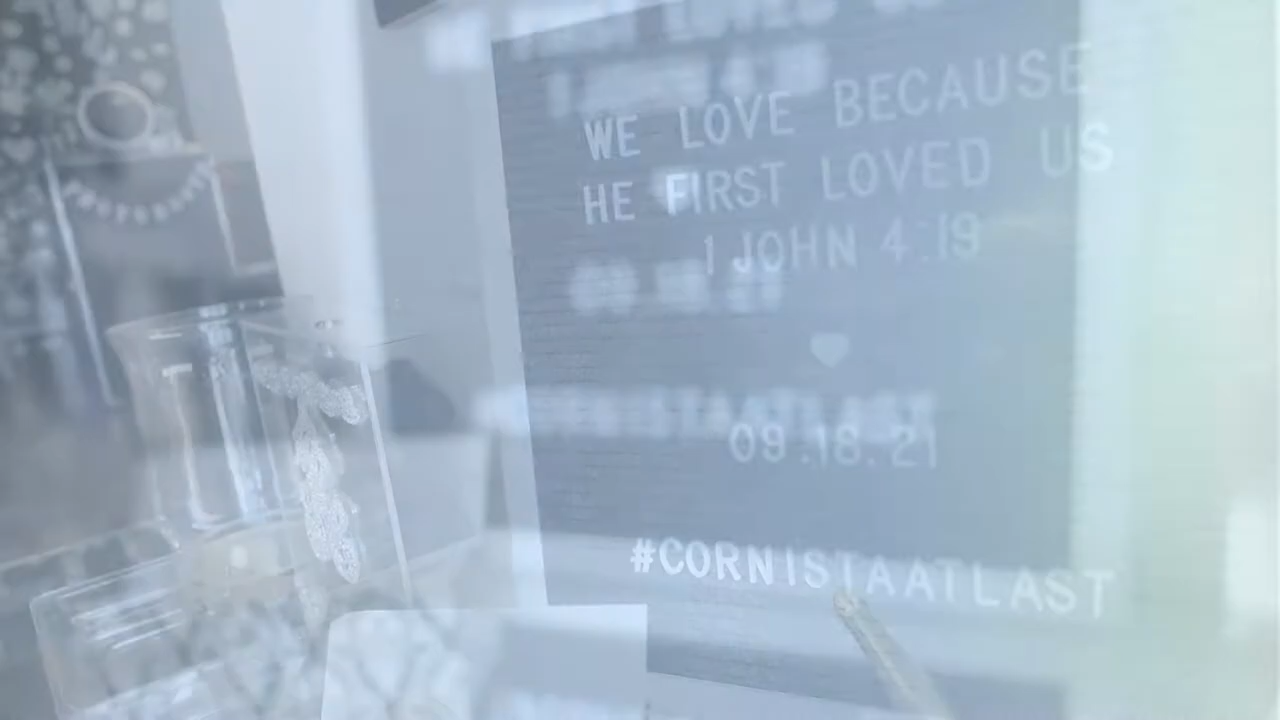 WE LOVE BECAUSE
HE FIRST LOVED US
1 JOHN 4:19
09.18.21
#CORNISTAATLAST